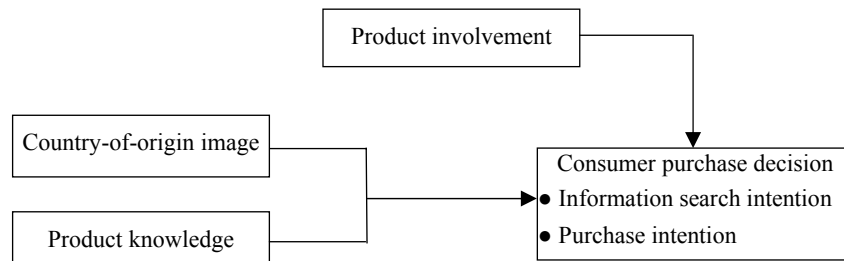 Product involvement
Country-of-origin image
Consumer purchase decision
● Information search intention
● Purchase intention
Product knowledge